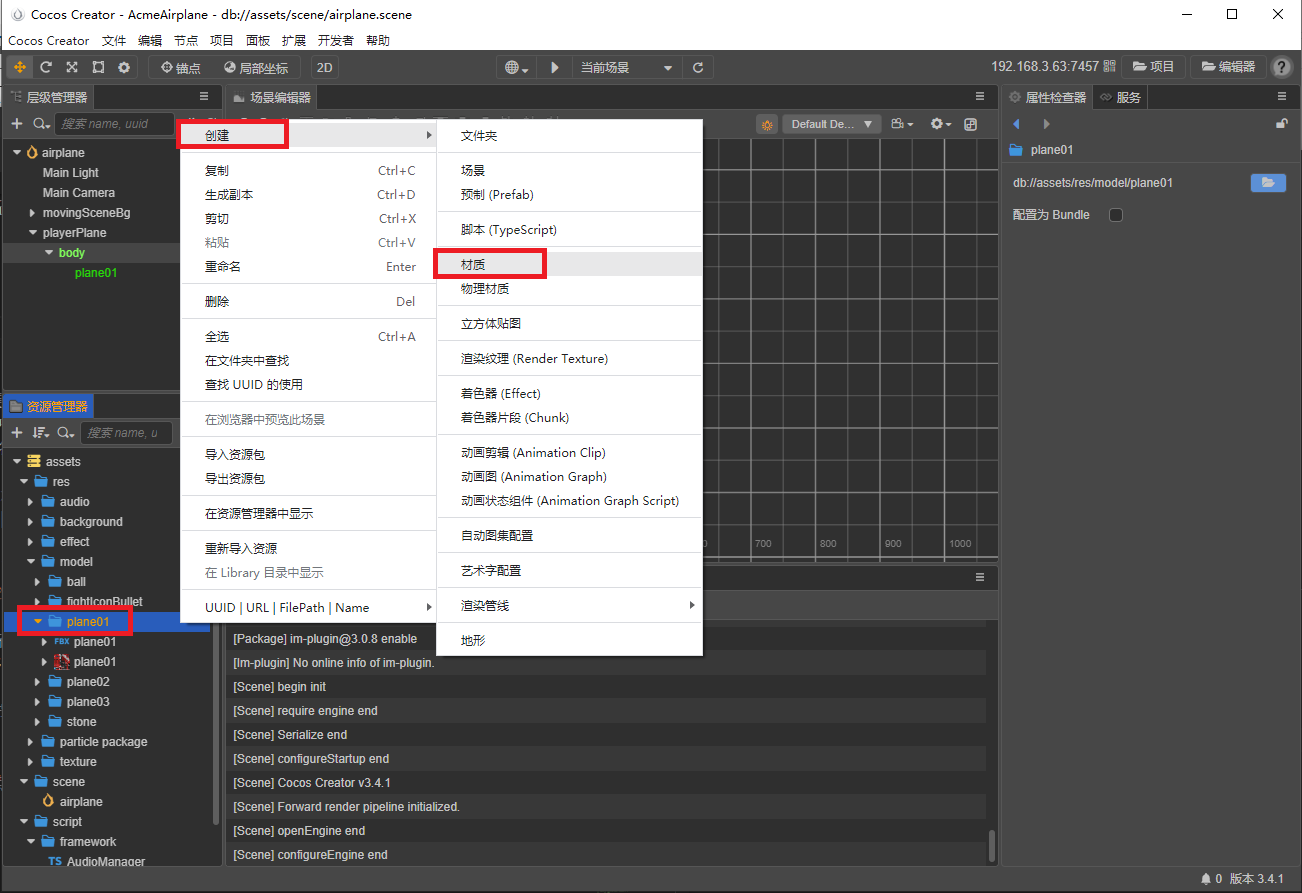 Cocos Creator - AcmeAirplane - db://assets/scene/airplane.scene
Cocos Creator 文件 编辑 节点 项目 面板 扩展 开发者 帮助
锚点 局部坐标 2D 当前场景 192.168.3.63:7457 项目 编辑器 ?
层级管理器 场景编辑器 属性检查器 服务
搜索 name, uuid
Default De...
airplane
Main Light
Main Camera
movingSceneBg
playerPlane
body
plane01
资源管理器
搜索 name, u
assets
res
audio
background
effect
model
ball
fightIconBullet
plane01
FBX plane01
plane01
plane02
plane03
stone
particle package
texture
scene
airplane
script
framework
TS AudioManager
创建
复制 Ctrl+C
生成副本 Ctrl+D
剪切 Ctrl+X
粘贴 Ctrl+V
重命名 Enter
删除 Del
全选 Ctrl+A
在文件夹中查找
查找 UUID 的使用
在浏览器中预览此场景
导入资源包
导出资源包
在资源管理器中显示
重新导入资源
在 Library 目录中显示
UUID | URL | FilePath | Name
文件夹
场景
预制 (Prefab)
脚本 (TypeScript)
材质
物理材质
立方体贴图
渲染纹理 (Render Texture)
着色器 (Effect)
着色器片段 (Chunk)
动画剪辑 (Animation Clip)
动画图 (Animation Graph)
动画状态组件 (Animation Graph Script)
自动图集配置
艺术字配置
渲染管线
地形
700 800 900 1000
[Package] im-plugin@3.0.8 enable
[Im-plugin] No online info of im-plugin.
[Scene] begin init
[Scene] require engine end
[Scene] Serialize end
[Scene] configureStartup end
[Scene] Cocos Creator v3.4.1
[Scene] Forward render pipeline initialized.
[Scene] openEngine end
[Scene] configureEngine end
plane01
db://assets/res/model/plane01
配置为 Bundle
0 版本 3.4.1